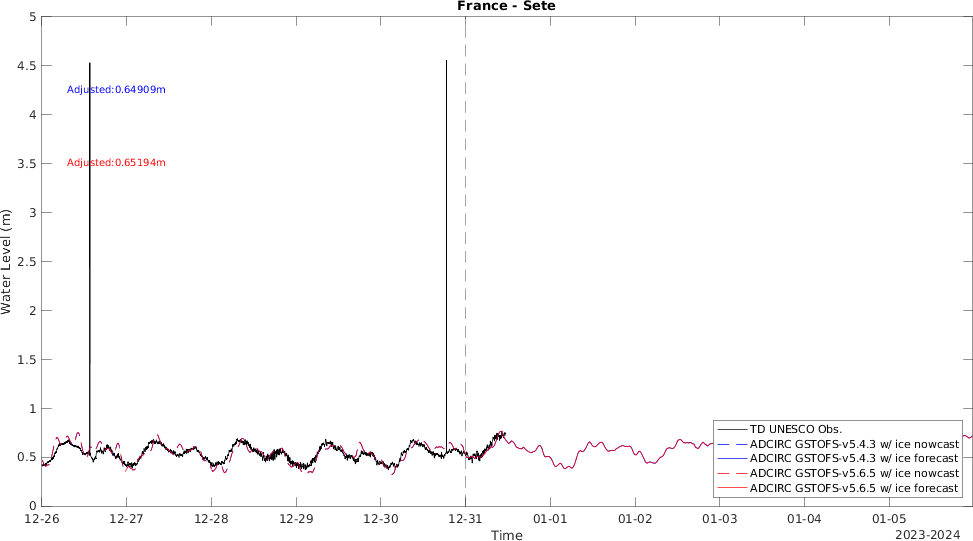 France - Sete
5
4.5
4
3.5
3
2.5
2
1.5
1
0.5
0
Water Level (m)
Adjusted:0.64909m
Adjusted:0.65194m
TD UNESCO Obs.
ADCIRC GSTOFS-v5.4.3 w/ ice nowcast
ADCIRC GSTOFS-v5.4.3 w/ ice forecast
ADCIRC GSTOFS-v5.6.5 w/ ice nowcast
ADCIRC GSTOFS-v5.6.5 w/ ice forecast
12-26 12-27 12-28 12-29 12-30 12-31 01-01 01-02 01-03 01-04 01-05
Time
2023-2024